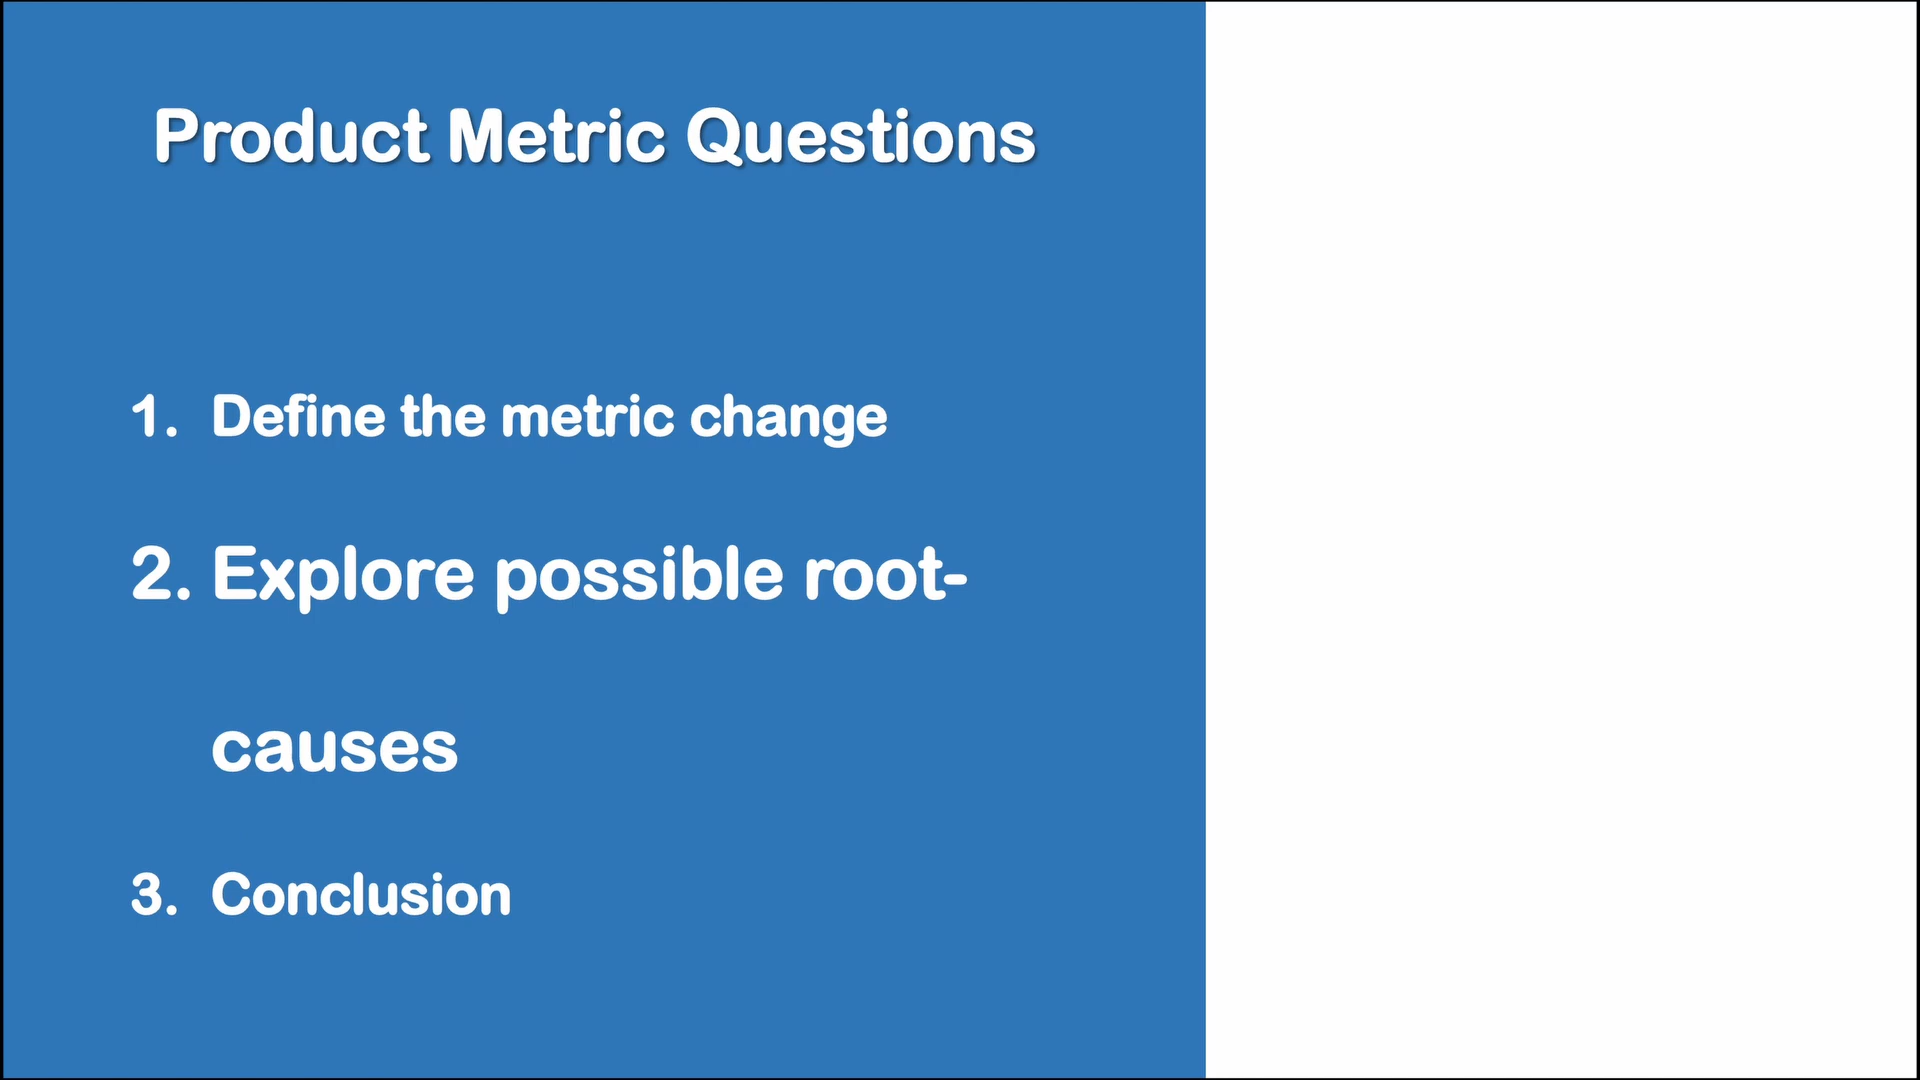 Product Metric Questions
1. Define the metric change
2. Explore possible root-
causes
3. Conclusion